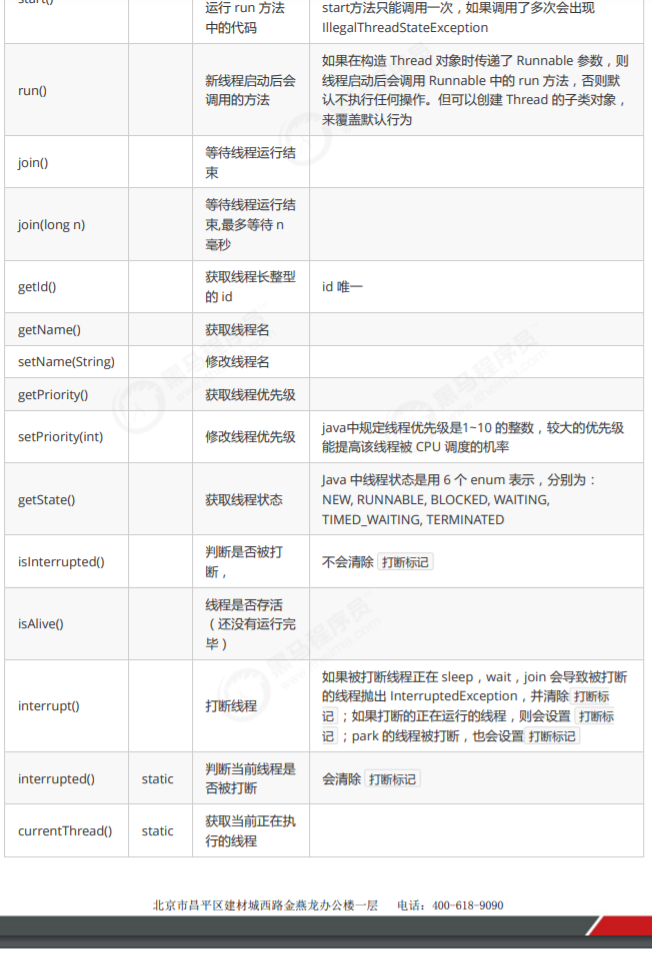 start()
运行 run 方法
中的代码
start方法只能调用一次，如果调用了多次会出现
IllegalThreadStateException
run()
新线程启动后会
调用的方法
如果在构造 Thread 对象时传递了 Runnable 参数，则
线程启动后会调用 Runnable 中的 run 方法，否则默
认不执行任何操作。但可以创建 Thread 的子类对象，
来覆盖默认行为
join()
等待线程运行结
束
join(long n)
等待线程运行结
束,最多等待 n
毫秒
getId()
获取线程长整型
的 id
id 唯一
getName()
获取线程名
setName(String)
修改线程名
getPriority()
获取线程优先级
setPriority(int)
修改线程优先级
java中规定线程优先级是1~10 的整数，较大的优先级
能提高该线程被 CPU 调度的机率
getState()
获取线程状态
Java 中线程状态是用 6 个 enum 表示，分别为：
NEW, RUNNABLE, BLOCKED, WAITING,
TIMED_WAITING, TERMINATED
isInterrupted()
判断是否被打
断，
不会清除 打断标记
isAlive()
线程是否存活
（还没有运行完
毕）
interrupt()
打断线程
如果被打断线程正在 sleep，wait，join 会导致被打断
的线程抛出 InterruptedException，并清除 打断标
记 ；如果打断的正在运行的线程，则会设置 打断标
记 ；park 的线程被打断，也会设置 打断标记
interrupted()
static
判断当前线程是
否被打断
会清除 打断标记
currentThread()
static
获取当前正在执
行的线程
黑马程序员
黑马程序员
黑马程序员
北京市昌平区建材城西路金燕龙办公楼一层 电话：400-618-9090